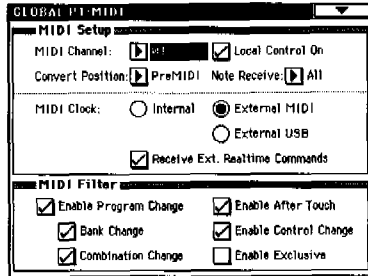 GLOBAL P1-MIDI
MIDI Setup
MIDI Channel: Local Control On
Convert Position: PreMIDI Note Receive: All
MIDI Clock: Internal External MIDI
External USB
Receive Ext. Realtime Commands
MIDI Filter
Enable Program Change Enable After Touch
Bank Change Enable Control Change
Combination Change Enable Exclusive